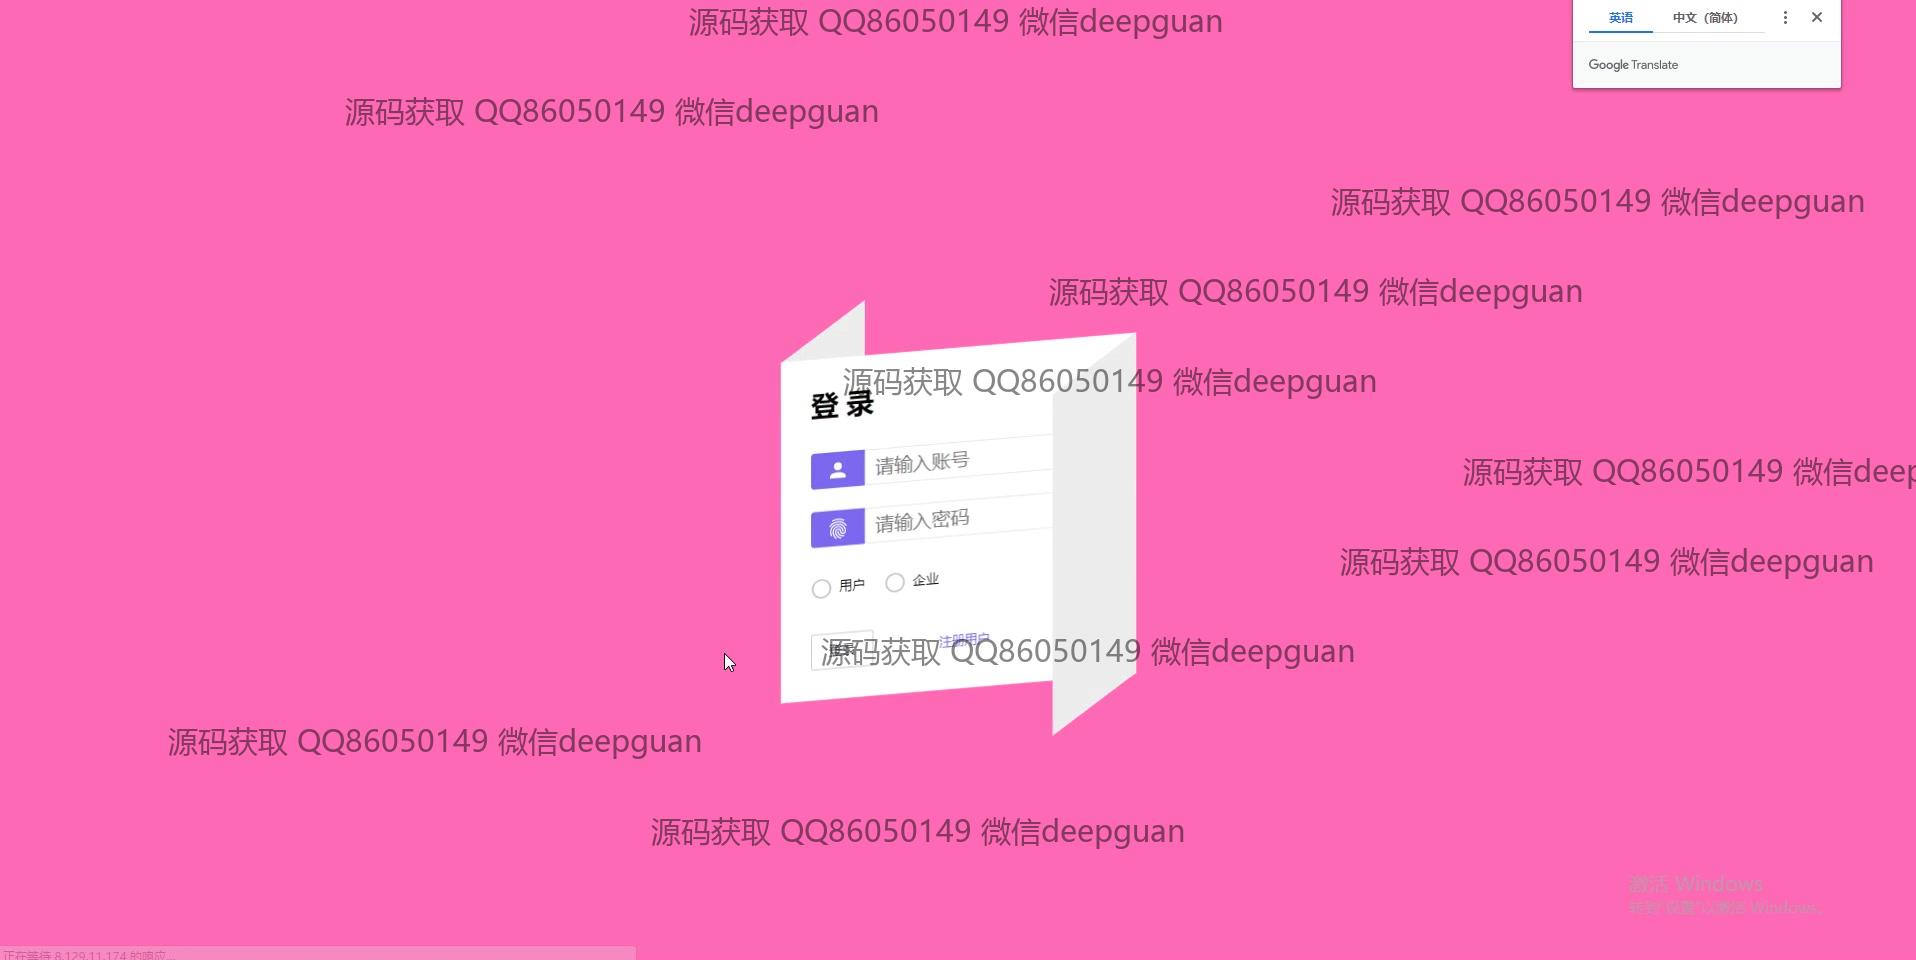 源码获取 QQ86050149 微信deepguan
英语 中文（简体）
Google Translate
源码获取 QQ86050149 微信deepguan
源码获取 QQ86050149 微信deepguan
源码获取 QQ86050149 微信deepguan
源码获取 QQ86050149 微信deepguan
登录
请输入账号
源码获取 QQ86050149 微信deep
请输入密码
源码获取 QQ86050149 微信deepguan
用户 企业
注册用户
登录
源码获取 QQ86050149 微信deepguan
源码获取 QQ86050149 微信deepguan
源码获取 QQ86050149 微信deepguan
激活 Windows
转到"设置"以激活 Windows。
正在等待 8.129.11.174 的响应...